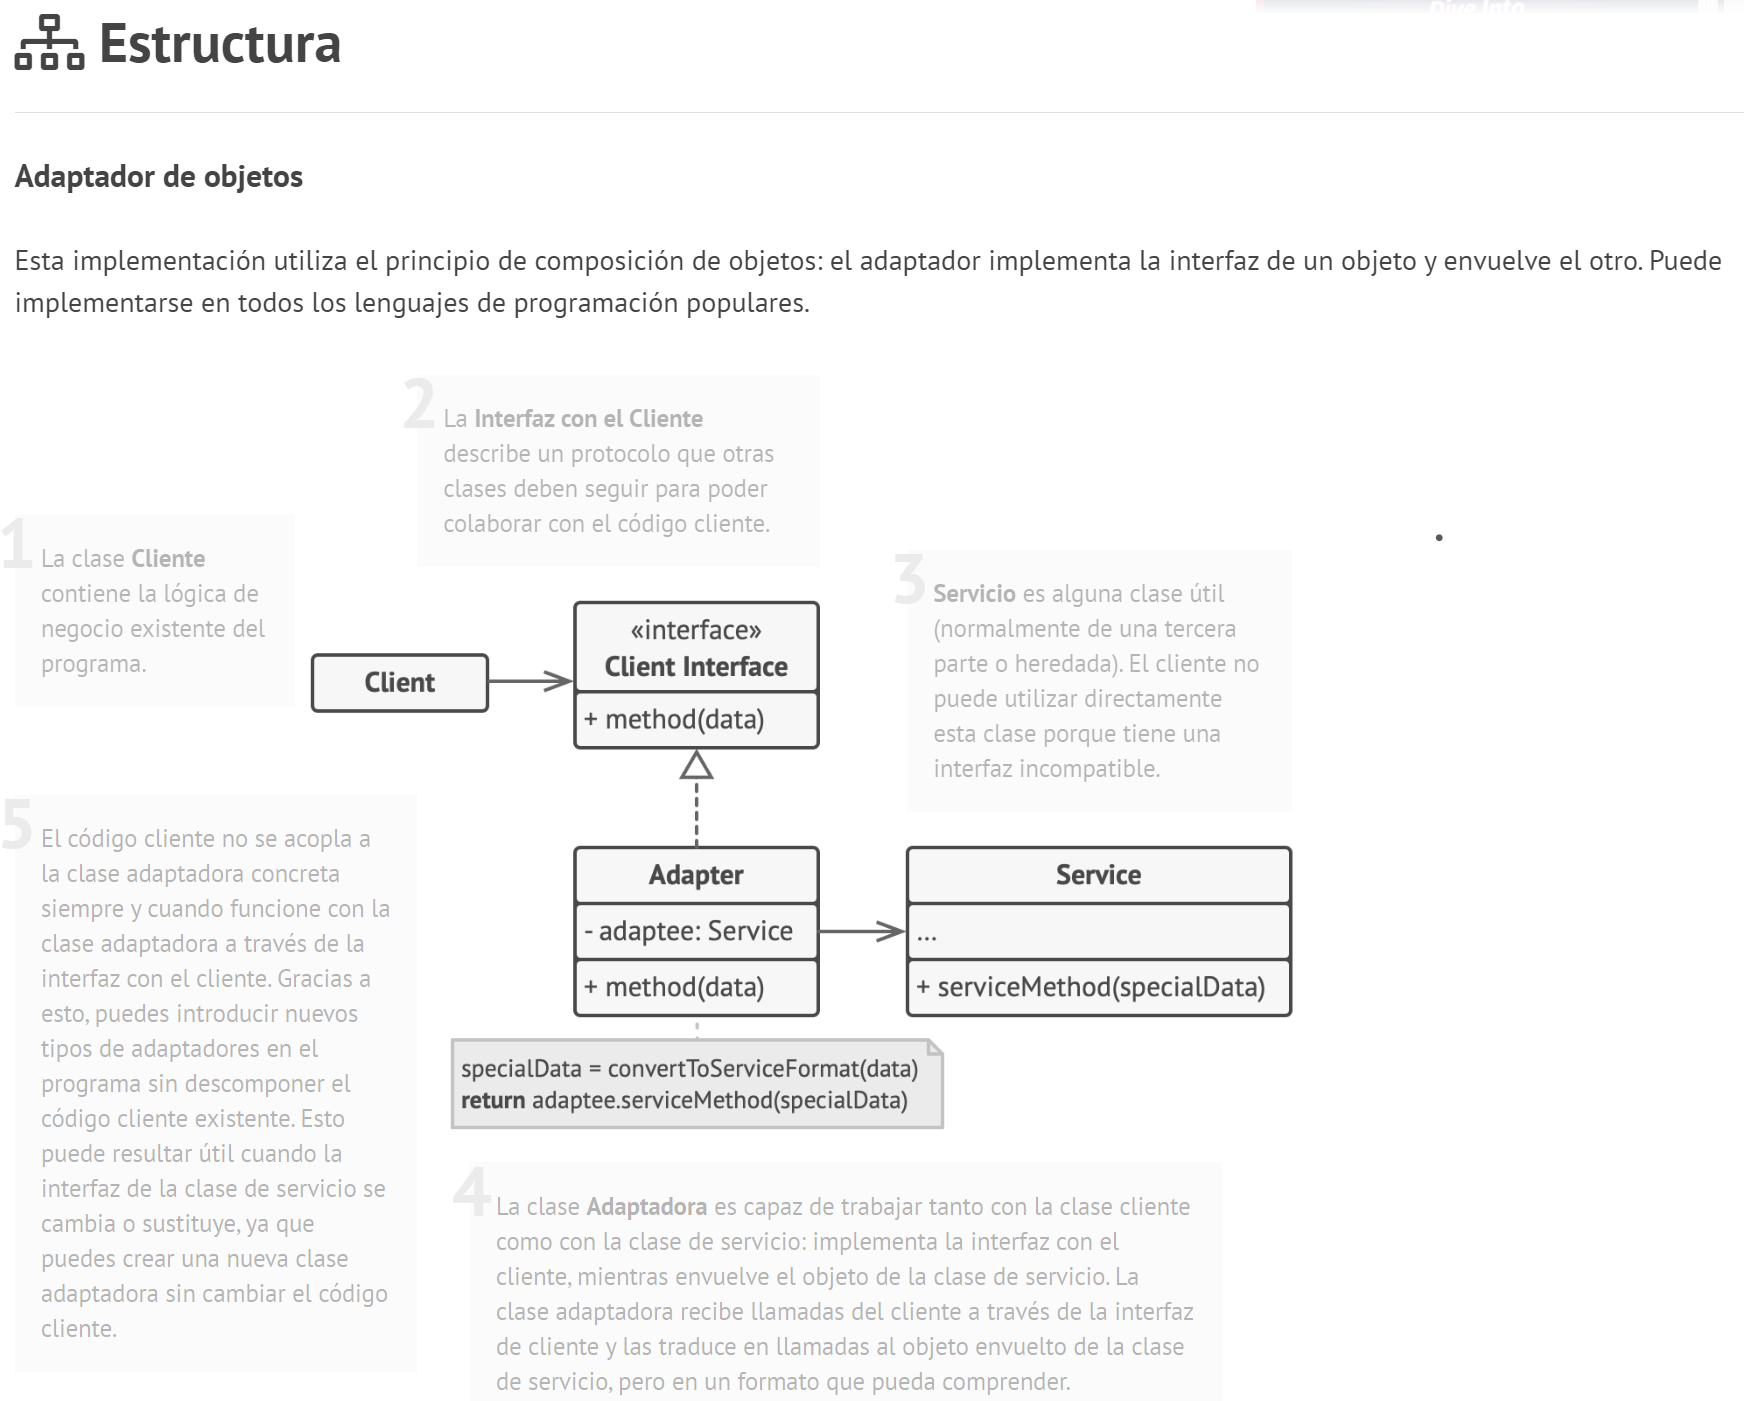 Dive Into
Estructura
Adaptador de objetos
Esta implementación utiliza el principio de composición de objetos: el adaptador implementa la interfaz de un objeto y envuelve el otro. Puede
implementarse en todos los lenguajes de programación populares.
1
La clase Cliente
contiene la lógica de
negocio existente del
programa.
2
La Interfaz con el Cliente
describe un protocolo que otras
clases deben seguir para poder
colaborar con el código cliente.
3
Servicio es alguna clase útil
(normalmente de una tercera
parte o heredada). El cliente no
puede utilizar directamente
esta clase porque tiene una
interfaz incompatible.
Client
«interface»
Client Interface
+ method(data)
Adapter
- adaptee: Service
+ method(data)
Service
...
+ serviceMethod(specialData)
specialData = convertToServiceFormat(data)
return adaptee.serviceMethod(specialData)
4
La clase Adaptadora es capaz de trabajar tanto con la clase cliente
como con la clase de servicio: implementa la interfaz con el
cliente, mientras envuelve el objeto de la clase de servicio. La
clase adaptadora recibe llamadas del cliente a través de la interfaz
de cliente y las traduce en llamadas al objeto envuelto de la clase
de servicio, pero en un formato que pueda comprender.
5
El código cliente no se acopla a
la clase adaptadora concreta
siempre y cuando funcione con la
clase adaptadora a través de la
interfaz con el cliente. Gracias a
esto, puedes introducir nuevos
tipos de adaptadores en el
programa sin descomponer el
código cliente existente. Esto
puede resultar útil cuando la
interfaz de la clase de servicio se
cambia o sustituye, ya que
puedes crear una nueva clase
adaptadora sin cambiar el código
cliente.